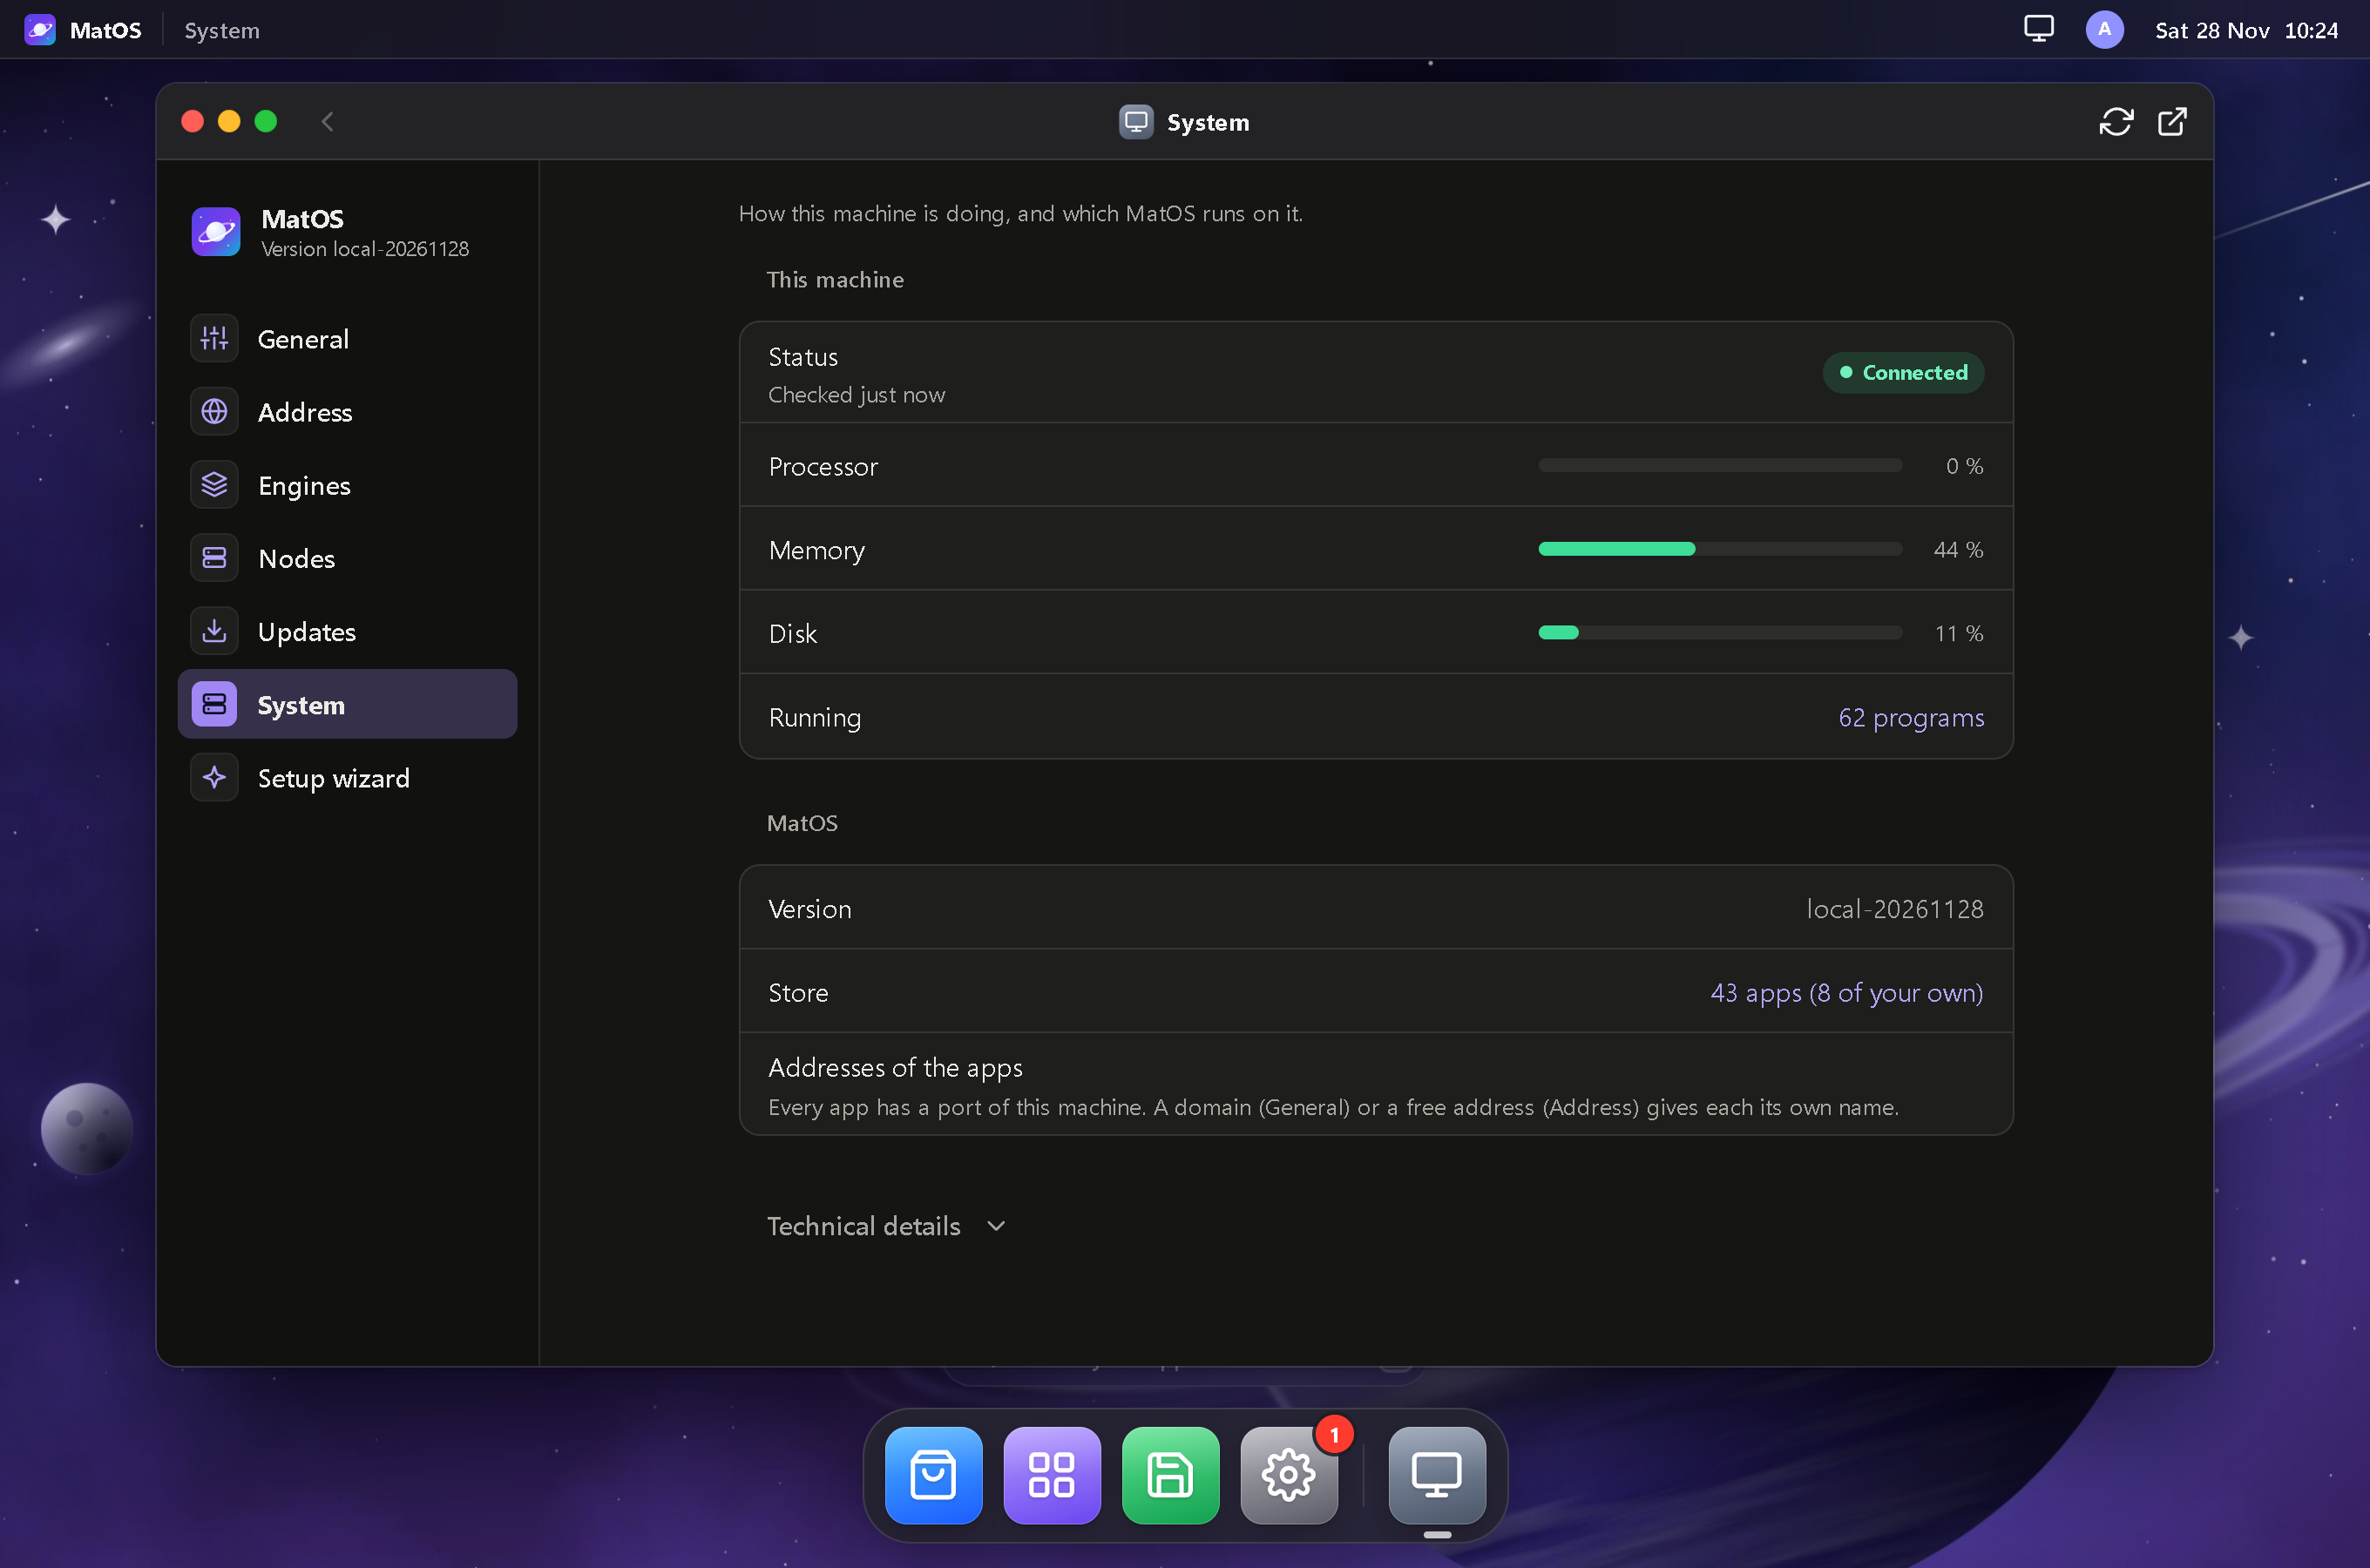 MatOS
System
A
Sat 28 Nov 10:24
System
MatOS
Version local-20261128
General
Address
Engines
Nodes
Updates
System
Setup wizard
How this machine is doing, and which MatOS runs on it.
This machine
Status
Checked just now
Connected
Processor
0 %
Memory
44 %
Disk
11 %
Running
62 programs
MatOS
Version
local-20261128
Store
43 apps (8 of your own)
Addresses of the apps
Every app has a port of this machine. A domain (General) or a free address (Address) gives each its own name.
Technical details
1